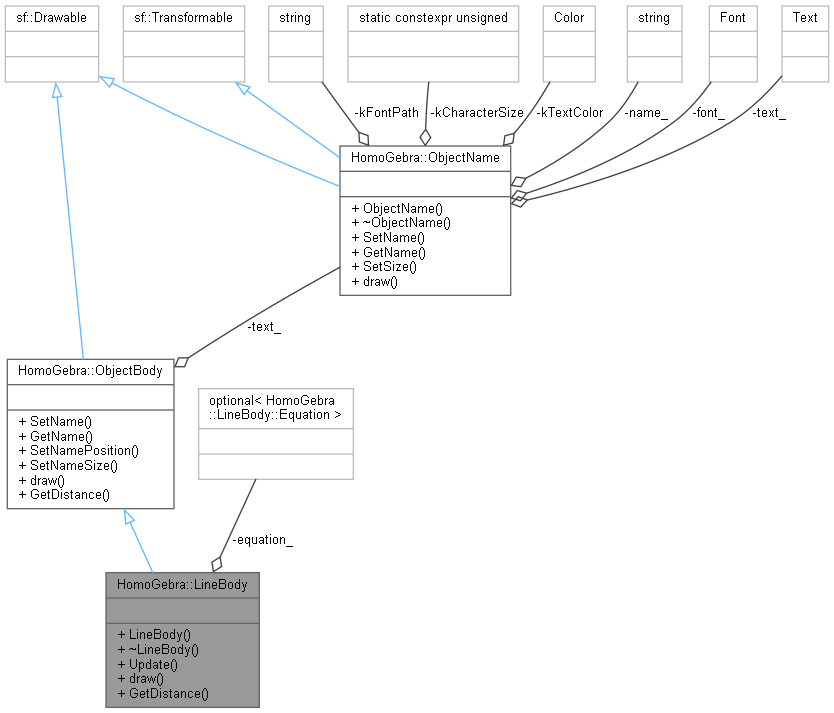 sf::Drawable
sf::Transformable
string
static constexpr unsigned
Color
string
Font
Text
-kFontPath
-kCharacterSize
-kTextColor
-name_
-font_
-text_
HomoGebra::ObjectName
+ ObjectName()
+ ~ObjectName()
+ SetName()
+ GetName()
+ SetSize()
+ draw()
-text_
HomoGebra::ObjectBody
+ SetName()
+ GetName()
+ SetNamePosition()
+ SetNameSize()
+ draw()
+ GetDistance()
optional< HomoGebra
::LineBody::Equation >
-equation_
HomoGebra::LineBody
+ LineBody()
+ ~LineBody()
+ Update()
+ draw()
+ GetDistance()